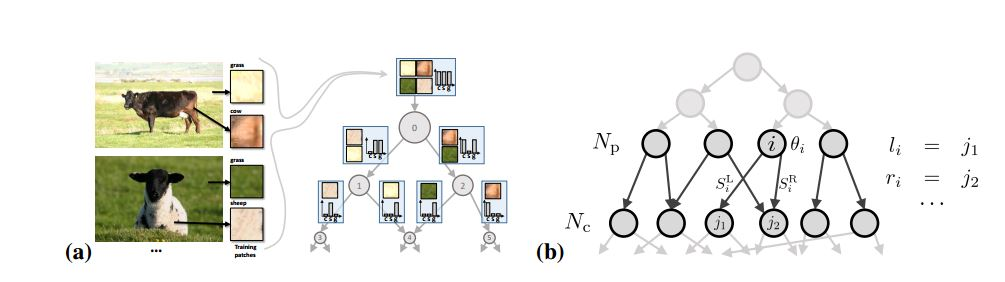 grass
cow
grass
sheep
Training
patches
...
(a)
c s g
0
c s g
c s g
1
2
c s g
c s g
c s g
c s g
3
4
5
(b)
N_p
i
θ_i
l_i = j_1
S_i^L
S_i^R
r_i = j_2
...
N_c
j_1
j_2